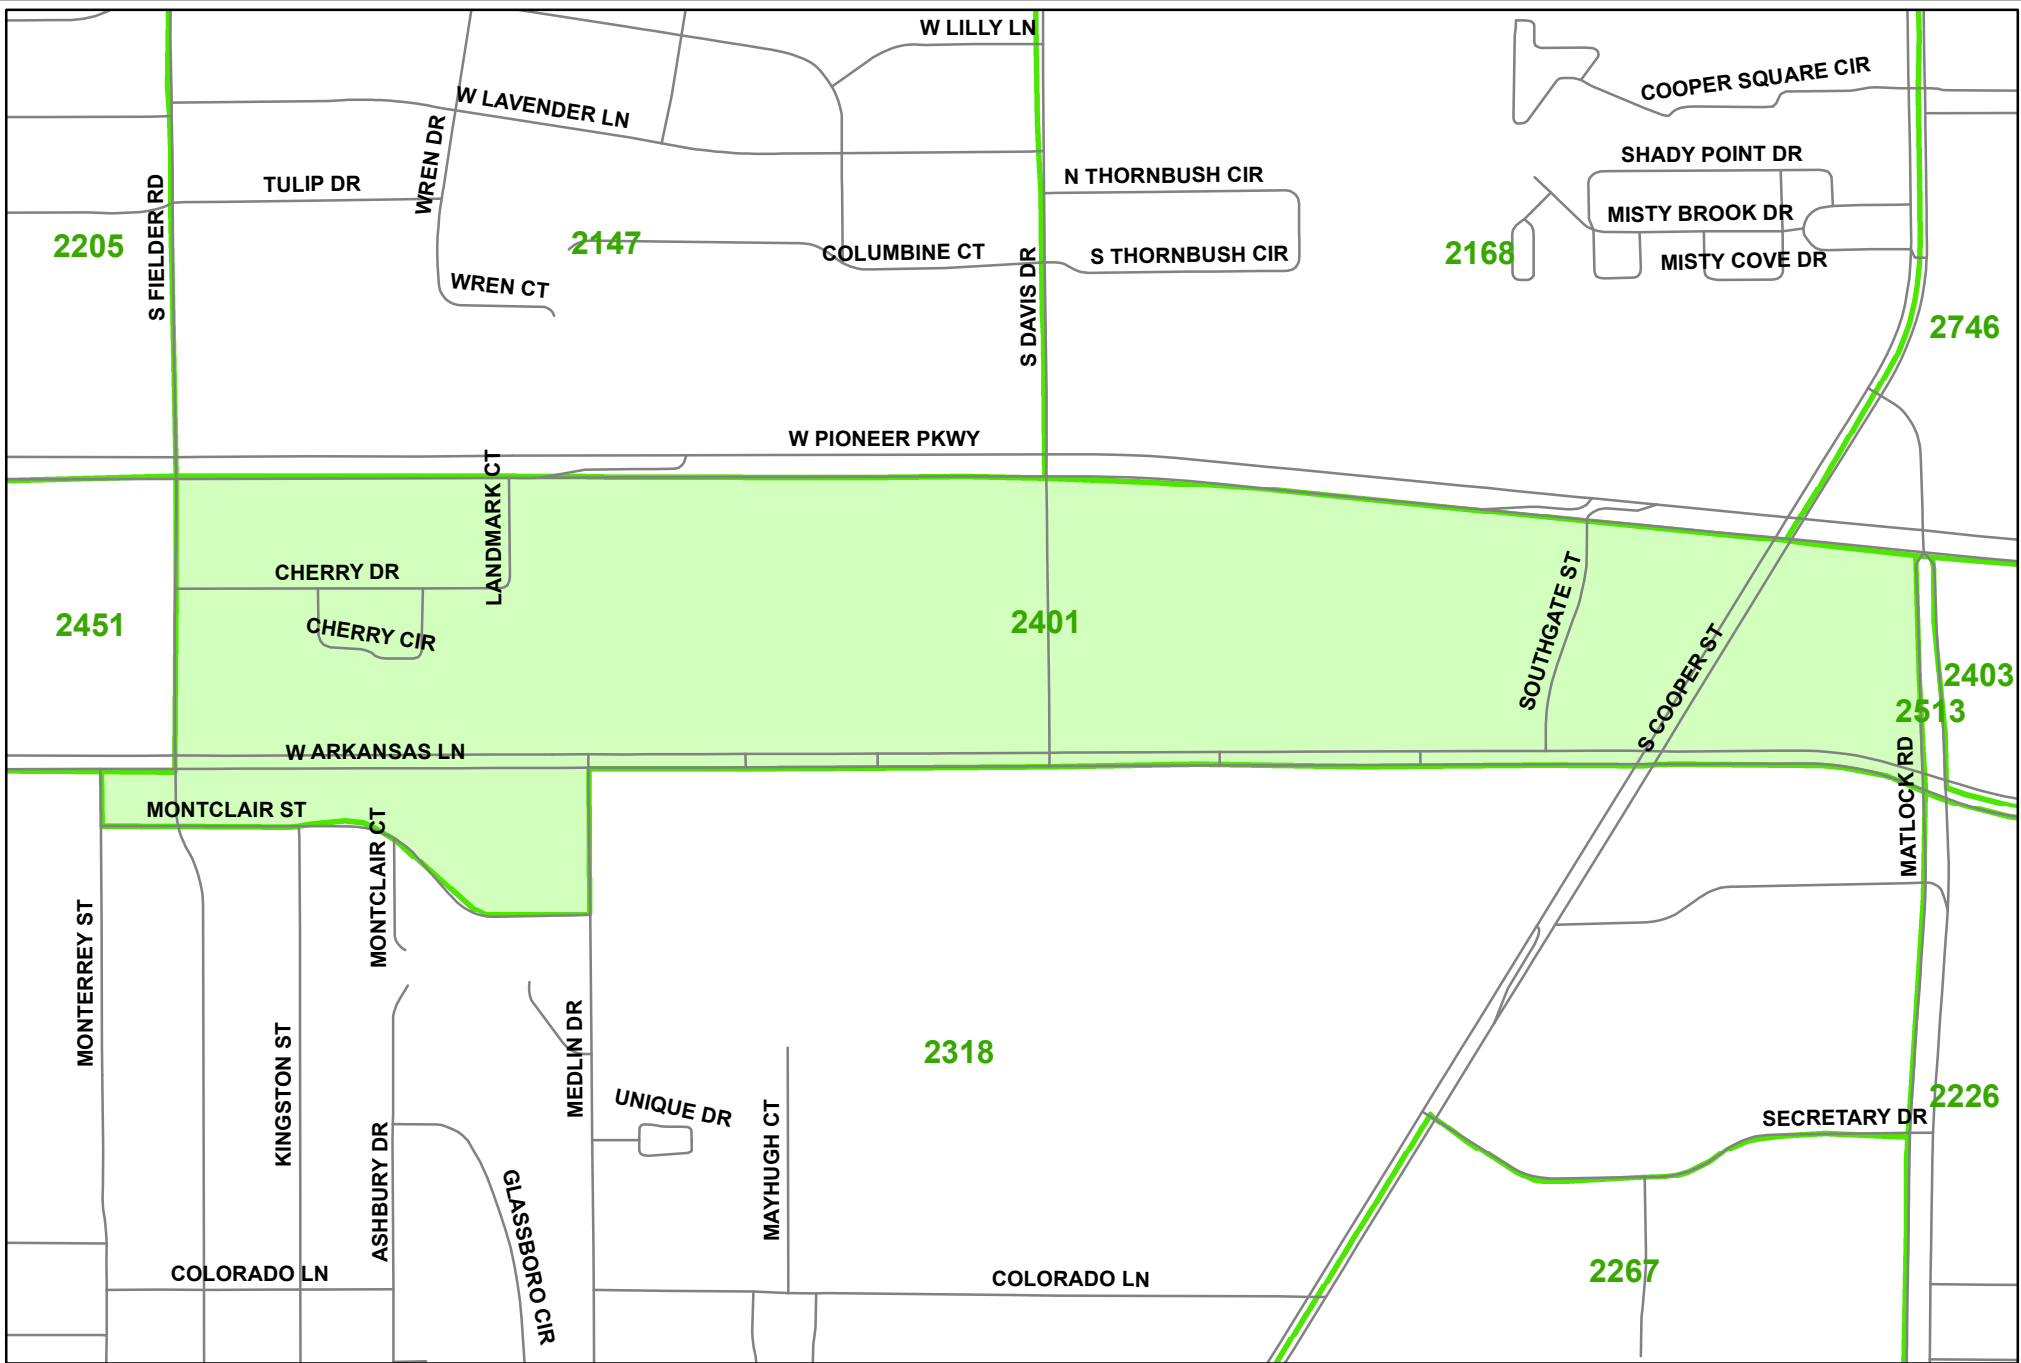 W LILLY LN
COOPER SQUARE CIR
W LAVENDER LN
WREN DR
SHADY POINT DR
TULIP DR
N THORNBUSH CIR
MISTY BROOK DR
S FIELDER RD
2205
2147
COLUMBINE CT
S THORNBUSH CIR
2168
MISTY COVE DR
WREN CT
S DAVIS DR
2746
W PIONEER PKWY
LANDMARK CT
CHERRY DR
CHERRY CIR
2451
2401
SOUTHGATE ST
S COOPER ST
2403
2513
W ARKANSAS LN
MATLOCK RD
MONTCLAIR ST
MONTCLAIR CT
MONTERREY ST
KINGSTON ST
MEDLIN DR
2318
UNIQUE DR
MAYHUGH CT
2226
SECRETARY DR
ASHBURY DR
GLASSBORO CIR
COLORADO LN
COLORADO LN
2267